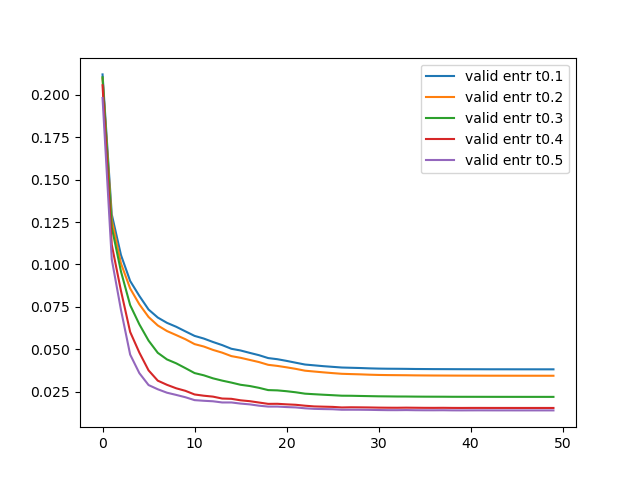 0.200
0.175
0.150
0.125
0.100
0.075
0.050
0.025
0 10 20 30 40 50
valid entr t0.1
valid entr t0.2
valid entr t0.3
valid entr t0.4
valid entr t0.5